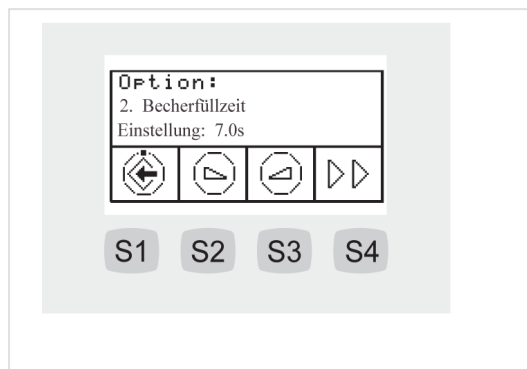 Option:
2. Becherfüllzeit
Einstellung: 7.0s
S1 S2 S3 S4